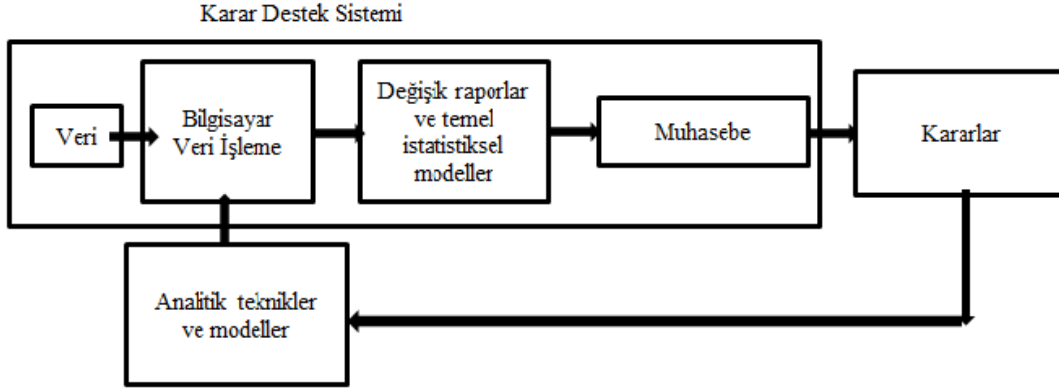 Karar Destek Sistemi
Veri
Bilgisayar
Veri İşleme
Değişik raporlar
ve temel
istatistiksel
modeller
Muhasebe
Kararlar
Analitik teknikler
ve modeller